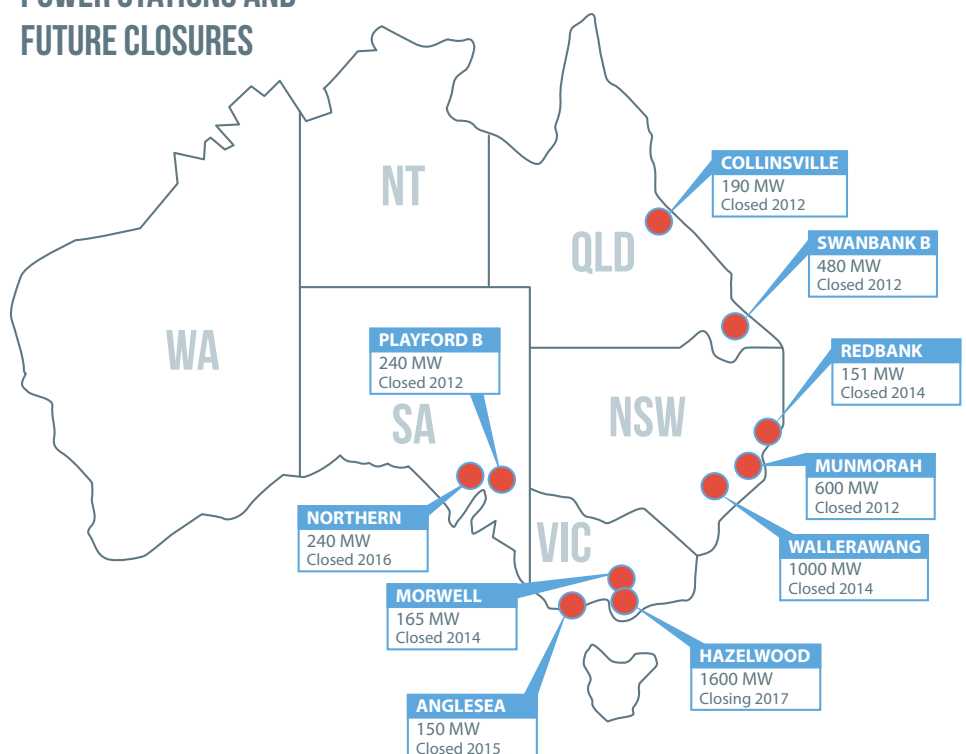 POWER STATIONS AND
FUTURE CLOSURES
NT
QLD
WA
SA
NSW
VIC
COLLINSVILLE
190 MW
Closed 2012
SWANBANK B
480 MW
Closed 2012
PLAYFORD B
240 MW
Closed 2012
REDBANK
151 MW
Closed 2014
MUNMORAH
600 MW
Closed 2012
NORTHERN
240 MW
Closed 2016
WALLERAWANG
1000 MW
Closed 2014
MORWELL
165 MW
Closed 2014
HAZELWOOD
1600 MW
Closing 2017
ANGLESEA
150 MW
Closed 2015